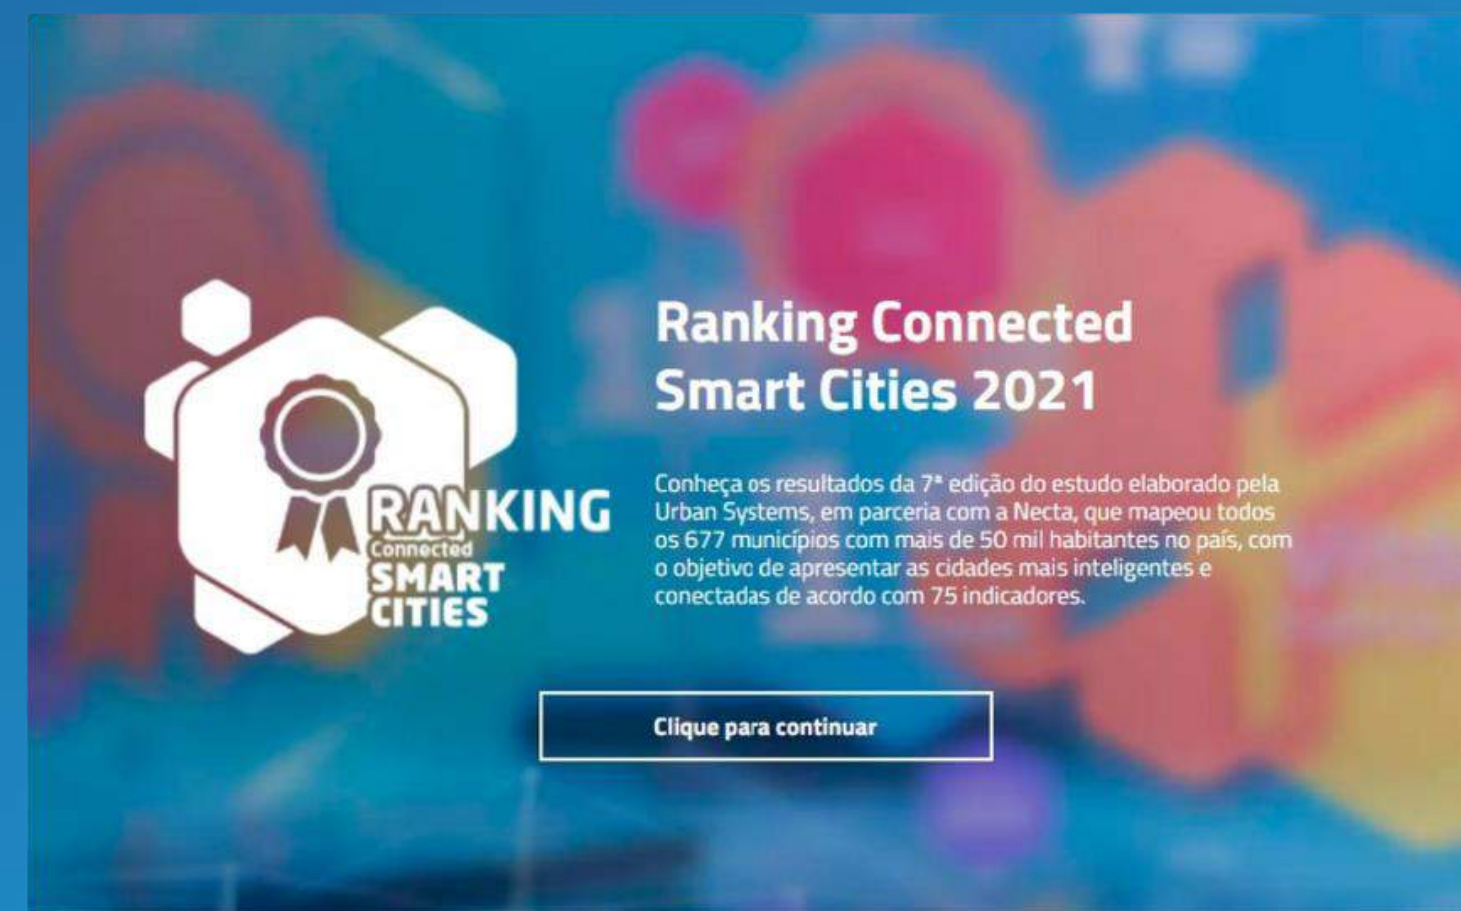 RANKING
Connected
SMART
CITIES
Ranking Connected
Smart Cities 2021
Conheça os resultados da 7ª edição do estudo elaborado pela
Urban Systems, em parceria com a Necta, que mapeou todos
os 677 municípios com mais de 50 mil habitantes no país, com
o objetivo de apresentar as cidades mais inteligentes e
conectadas de acordo com 75 indicadores.
Clique para continuar